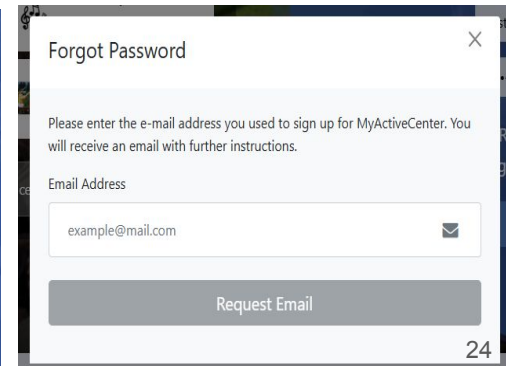 Forgot Password
Please enter the e-mail address you used to sign up for MyActiveCenter. You
will receive an email with further instructions.
Email Address
example@mail.com
Request Email
24